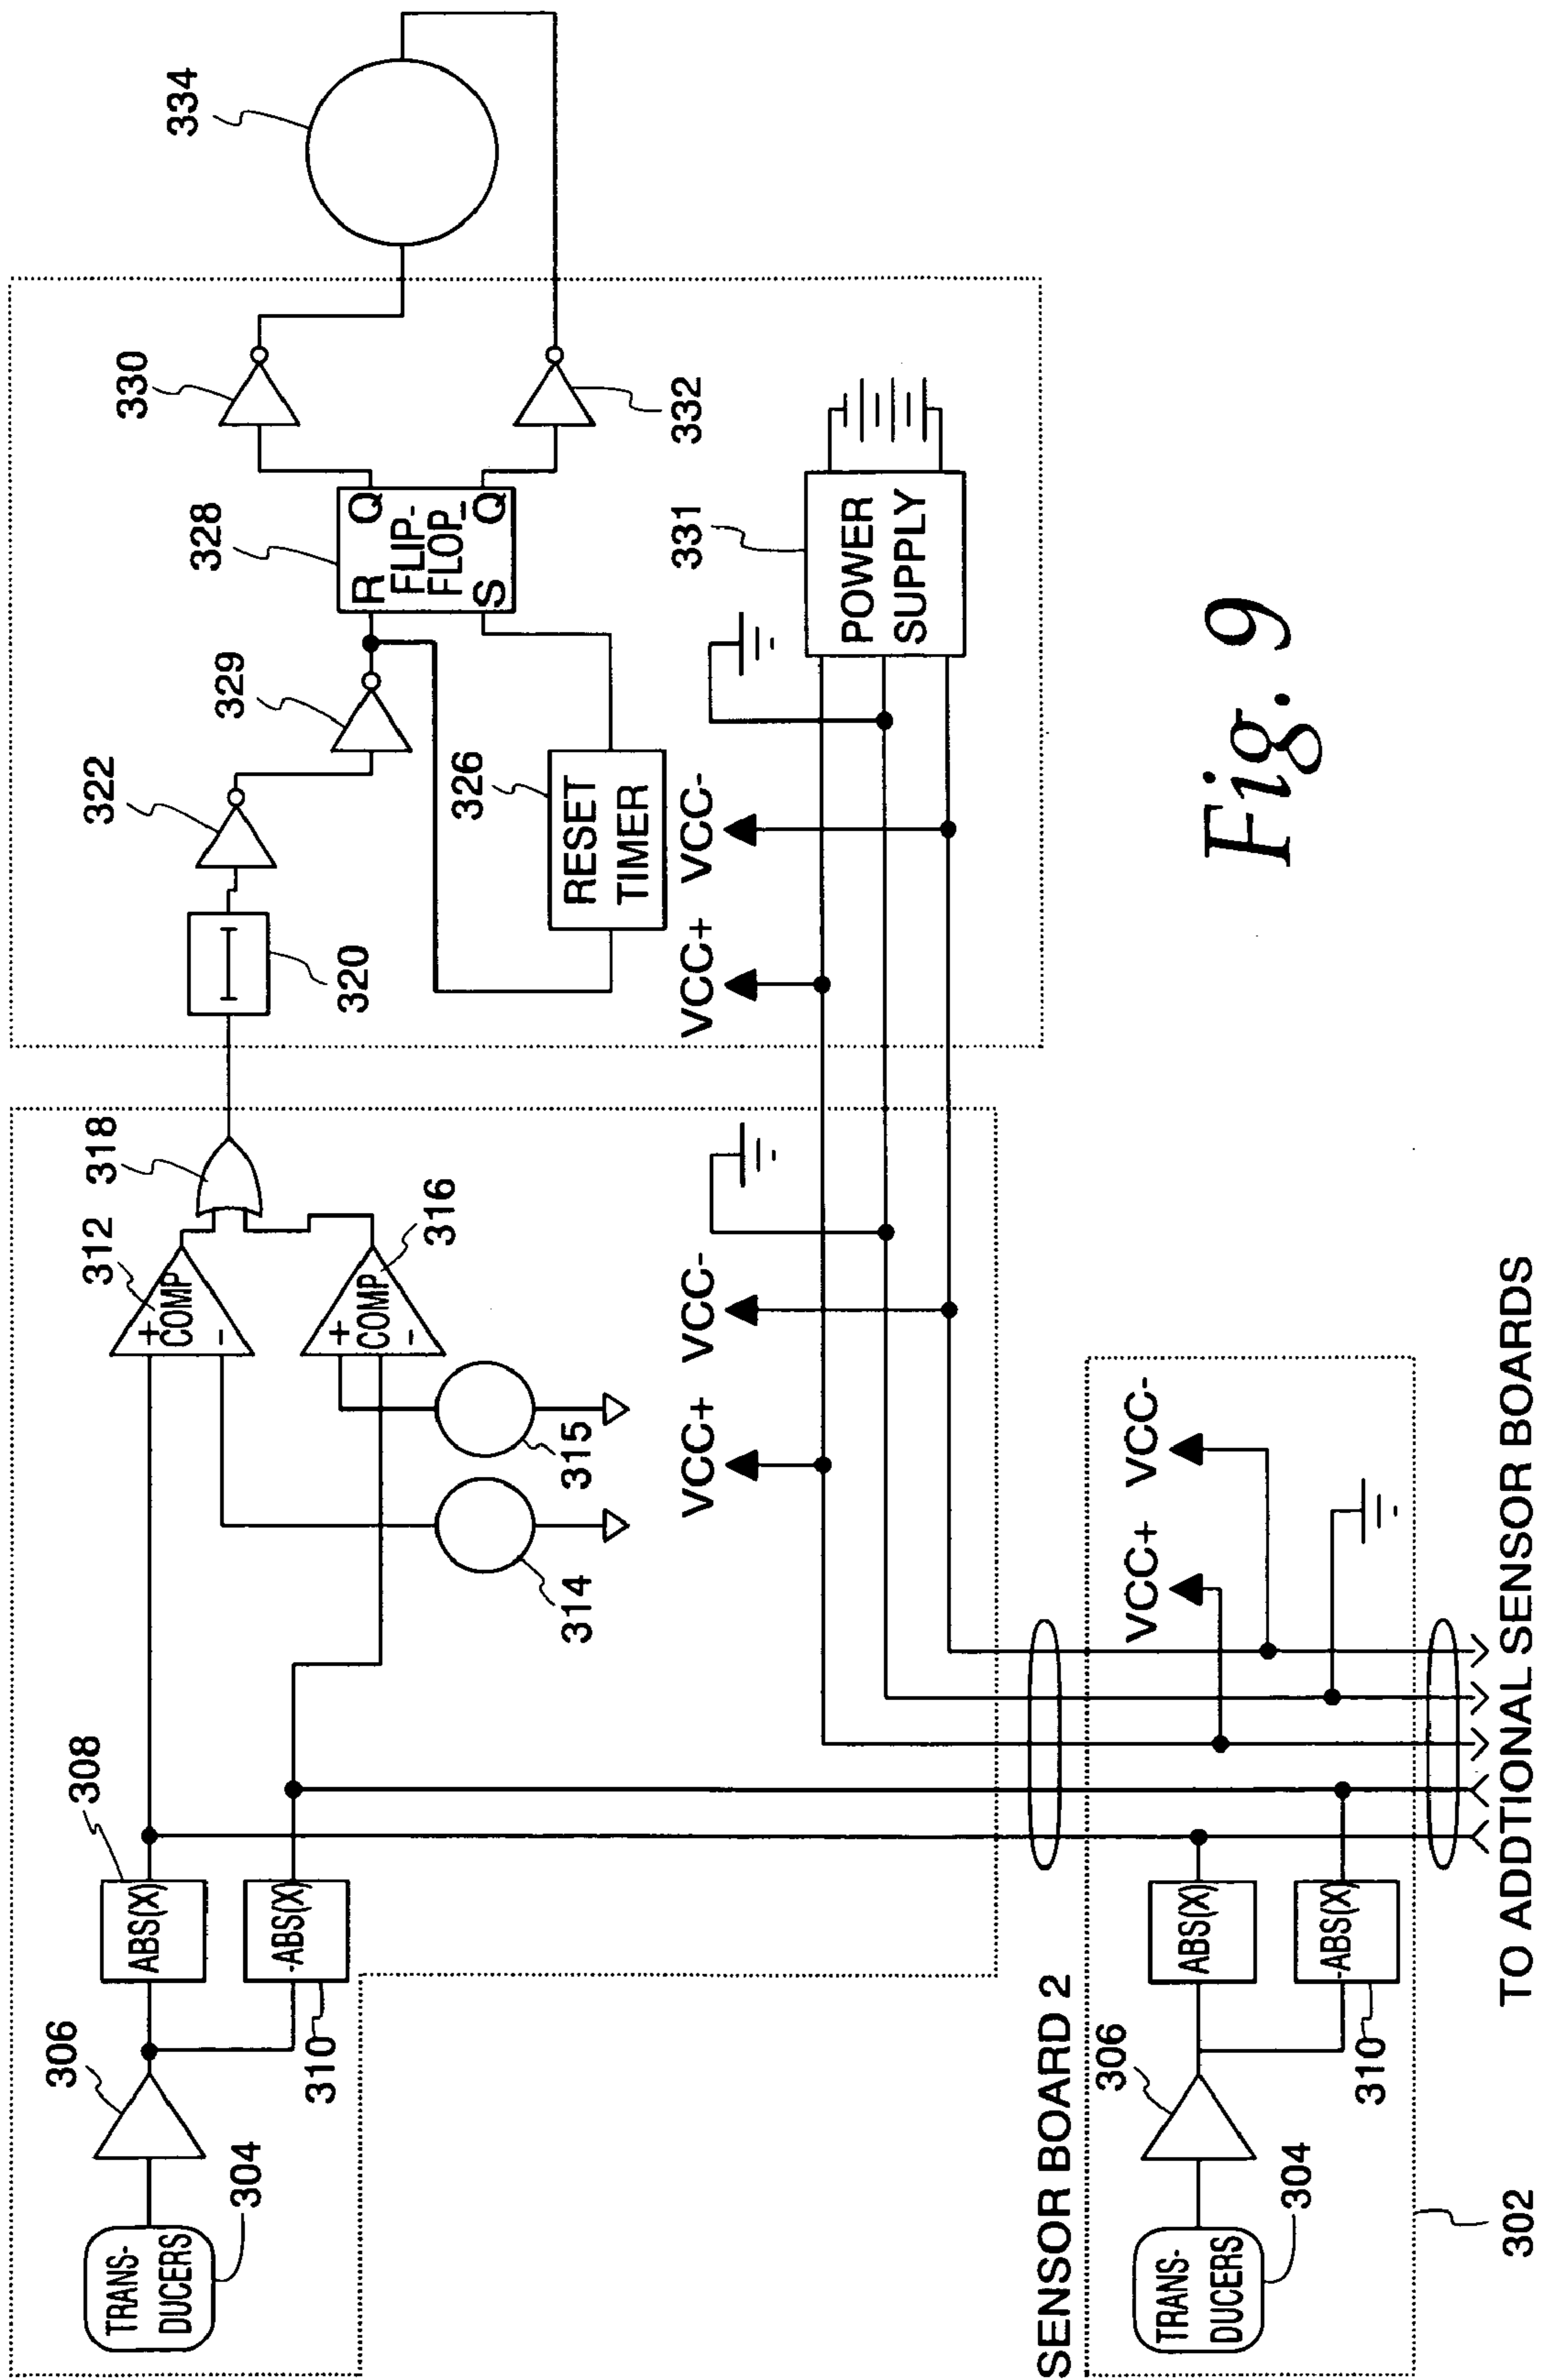 334
330
332
322
329
328
R
Q
FLIP-
FLOP
S
Q
320
326
RESET
TIMER
331
POWER
SUPPLY
VCC+
VCC-
318
312
+
COMP
-
316
+
COMP
-
315
314
VCC+
VCC-
308
ABS(X)
-ABS(X)
306
310
304
TRANS-
DUCERS
SENSOR BOARD 2
VCC+
VCC-
ABS(X)
-ABS(X)
306
310
304
TRANS-
DUCERS
302
TO ADDTIONAL SENSOR BOARDS
Fig. 9